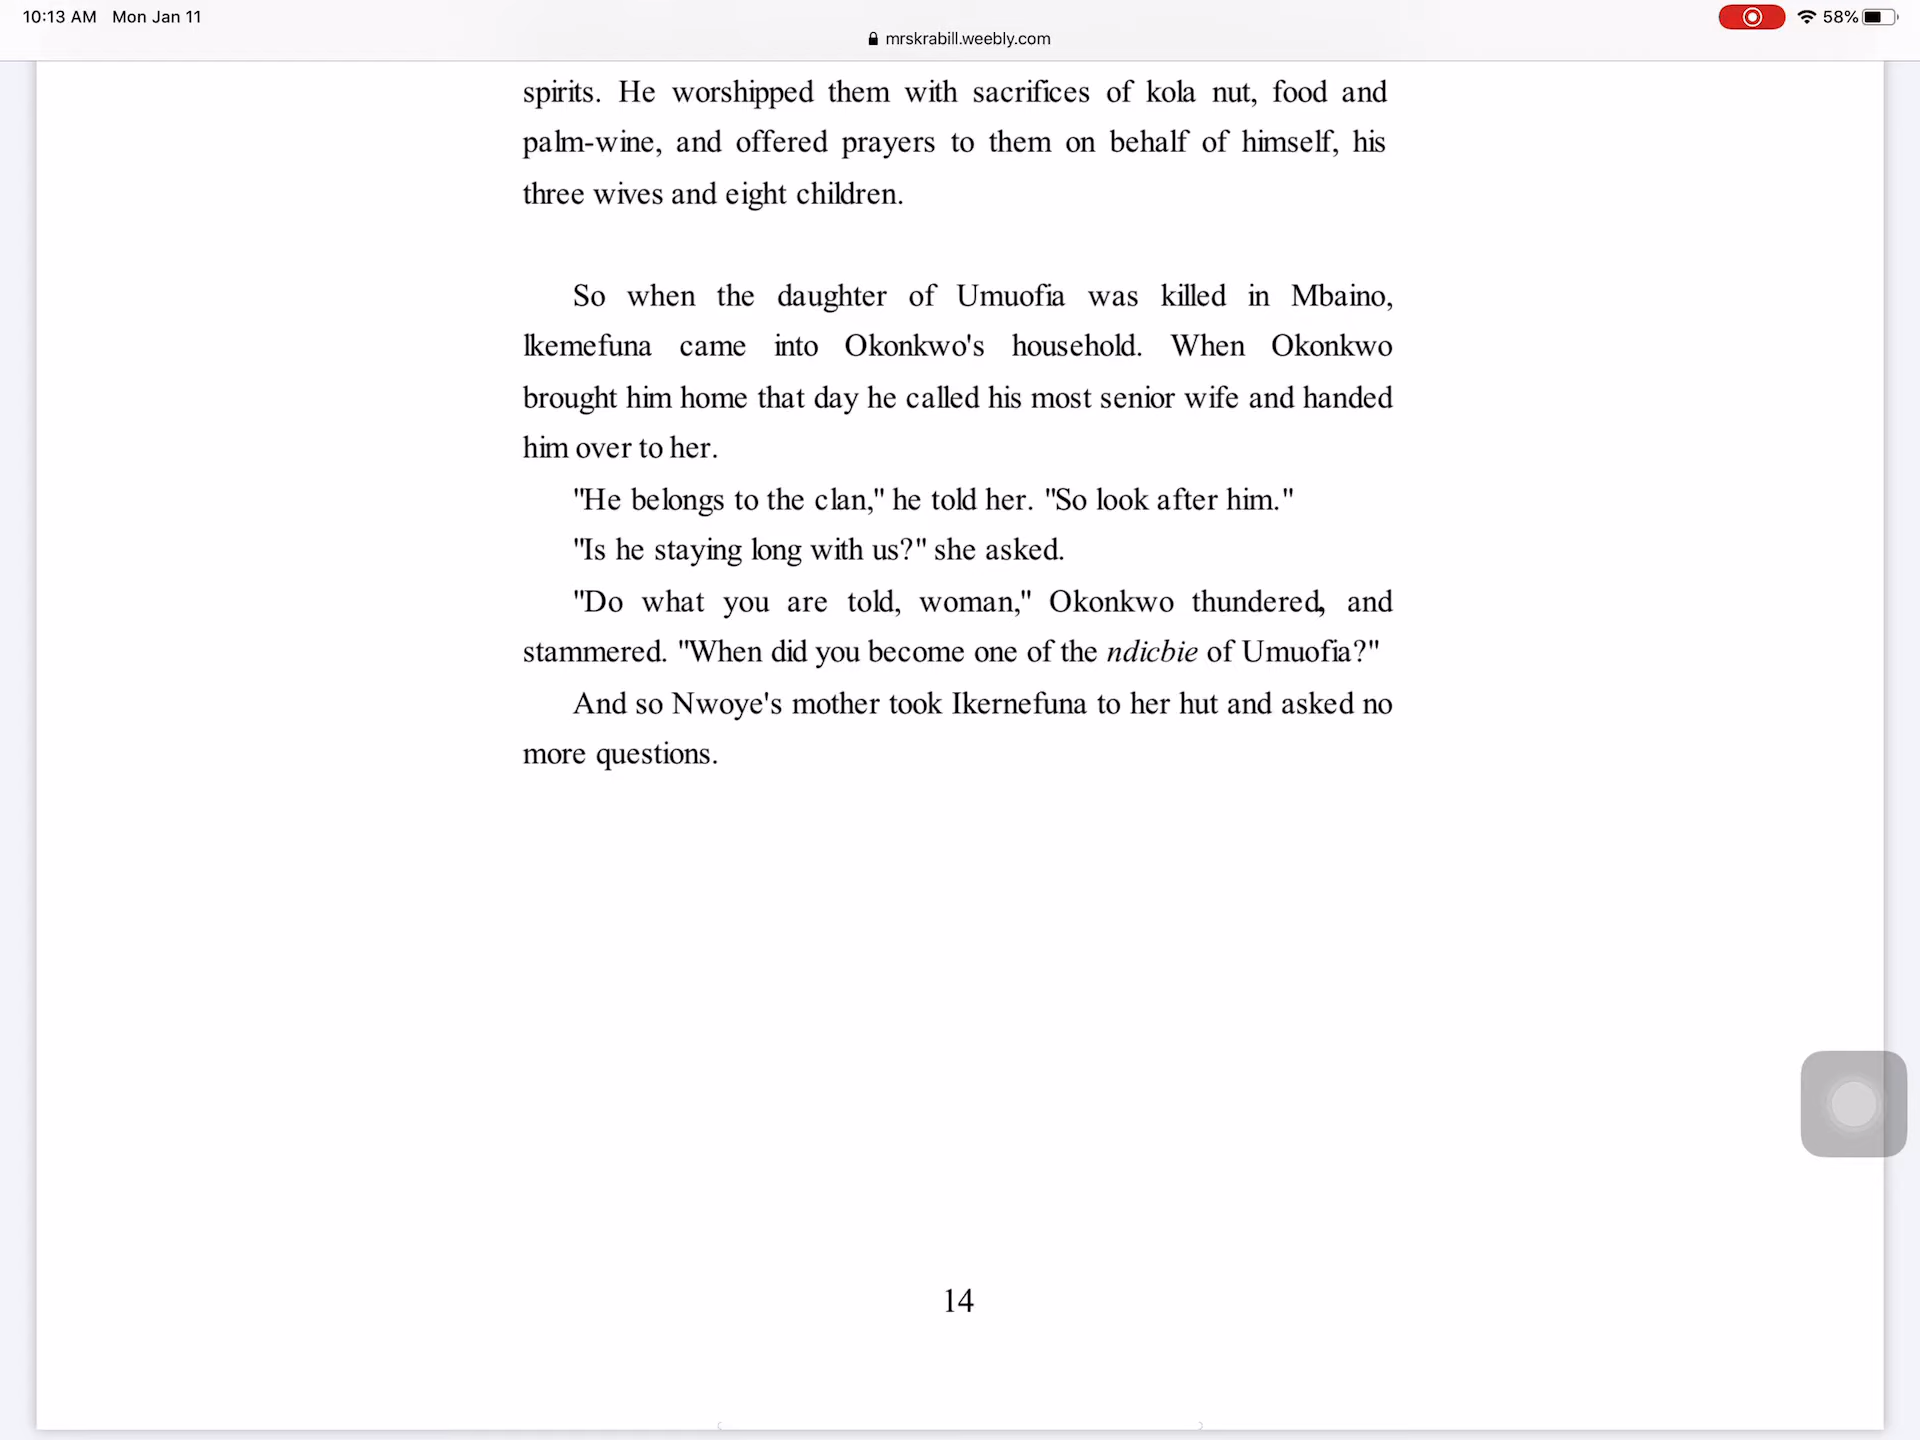 10:13 AM Mon Jan 11
58%
mrskrabill.weebly.com
spirits. He worshipped them with sacrifices of kola nut, food and
palm-wine, and offered prayers to them on behalf of himself, his
three wives and eight children.
So when the daughter of Umuofia was killed in Mbaino,
lkemefuna came into Okonkwo's household. When Okonkwo
brought him home that day he called his most senior wife and handed
him over to her.
"He belongs to the clan," he told her. "So look after him."
"Is he staying long with us?" she asked.
"Do what you are told, woman," Okonkwo thundered, and
stammered. "When did you become one of the ndicbie of Umuofia?"
And so Nwoye's mother took Ikernefuna to her hut and asked no
more questions.
14